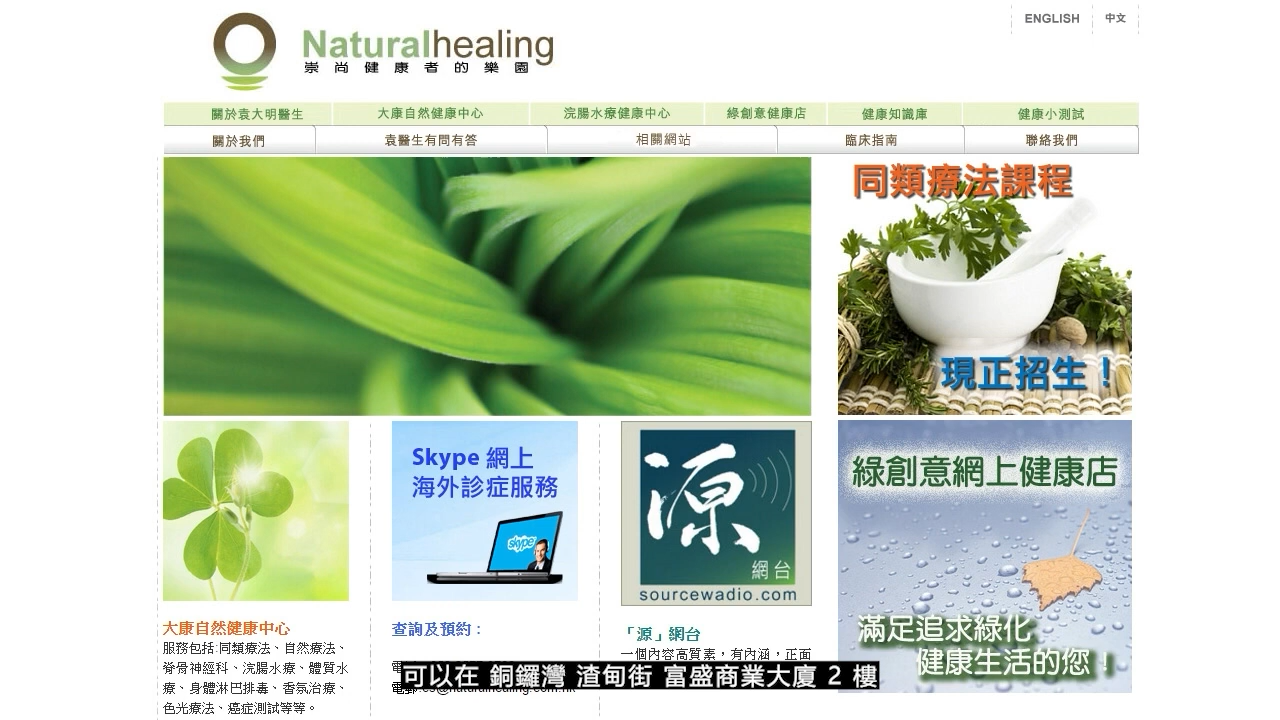 ENGLISH 中文
Naturalhealing
崇尚健康者的樂園
關於袁大明醫生 大康自然健康中心 浣腸水療健康中心 綠創意健康店 健康知識庫 健康小測試
關於我們 袁醫生有問有答 相關網站 臨床指南 聯絡我們
同類療法課程
現正招生！
Skype 網上
海外診症服務
skype
源
網台
sourcewadio.com
綠創意網上健康店
滿足追求綠化
健康生活的您！
大康自然健康中心
服務包括:同類療法、自然療法、
脊骨神經科、浣腸水療、體質水
療、身體淋巴排毒、香氛治療、
色光療法、癌症測試等等。
查詢及預約：
電郵:cs@naturalhealing.com.hk
「源」網台
一個內容高質素，有內涵，正面
可以在 銅鑼灣 渣甸街 富盛商業大廈 2 樓